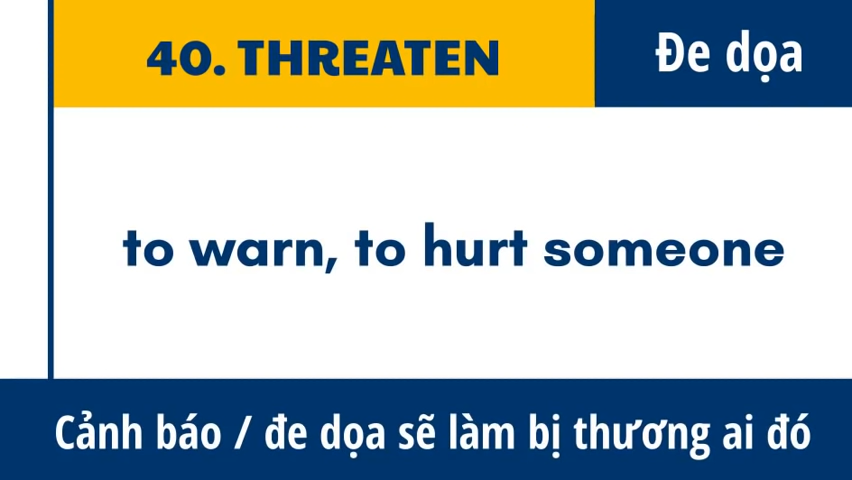 40. THREATEN
Đe dọa
to warn, to hurt someone
Cảnh báo / đe dọa sẽ làm bị thương ai đó